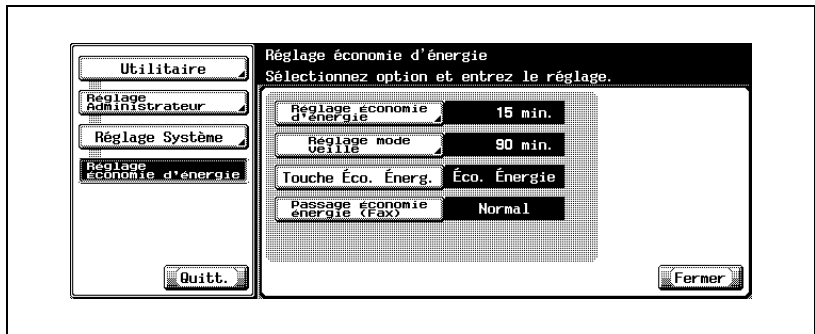 Utilitaire
Réglage
Administrateur
Réglage Système
Réglage
économie d'énergie
Quitt.
Réglage économie d'énergie
Sélectionnez option et entrez le réglage.
Réglage économie
d'énergie
15 min.
Réglage mode
veille
90 min.
Touche Éco. Énerg.
Éco. Énergie
Passage économie
énergie (Fax)
Normal
Fermer